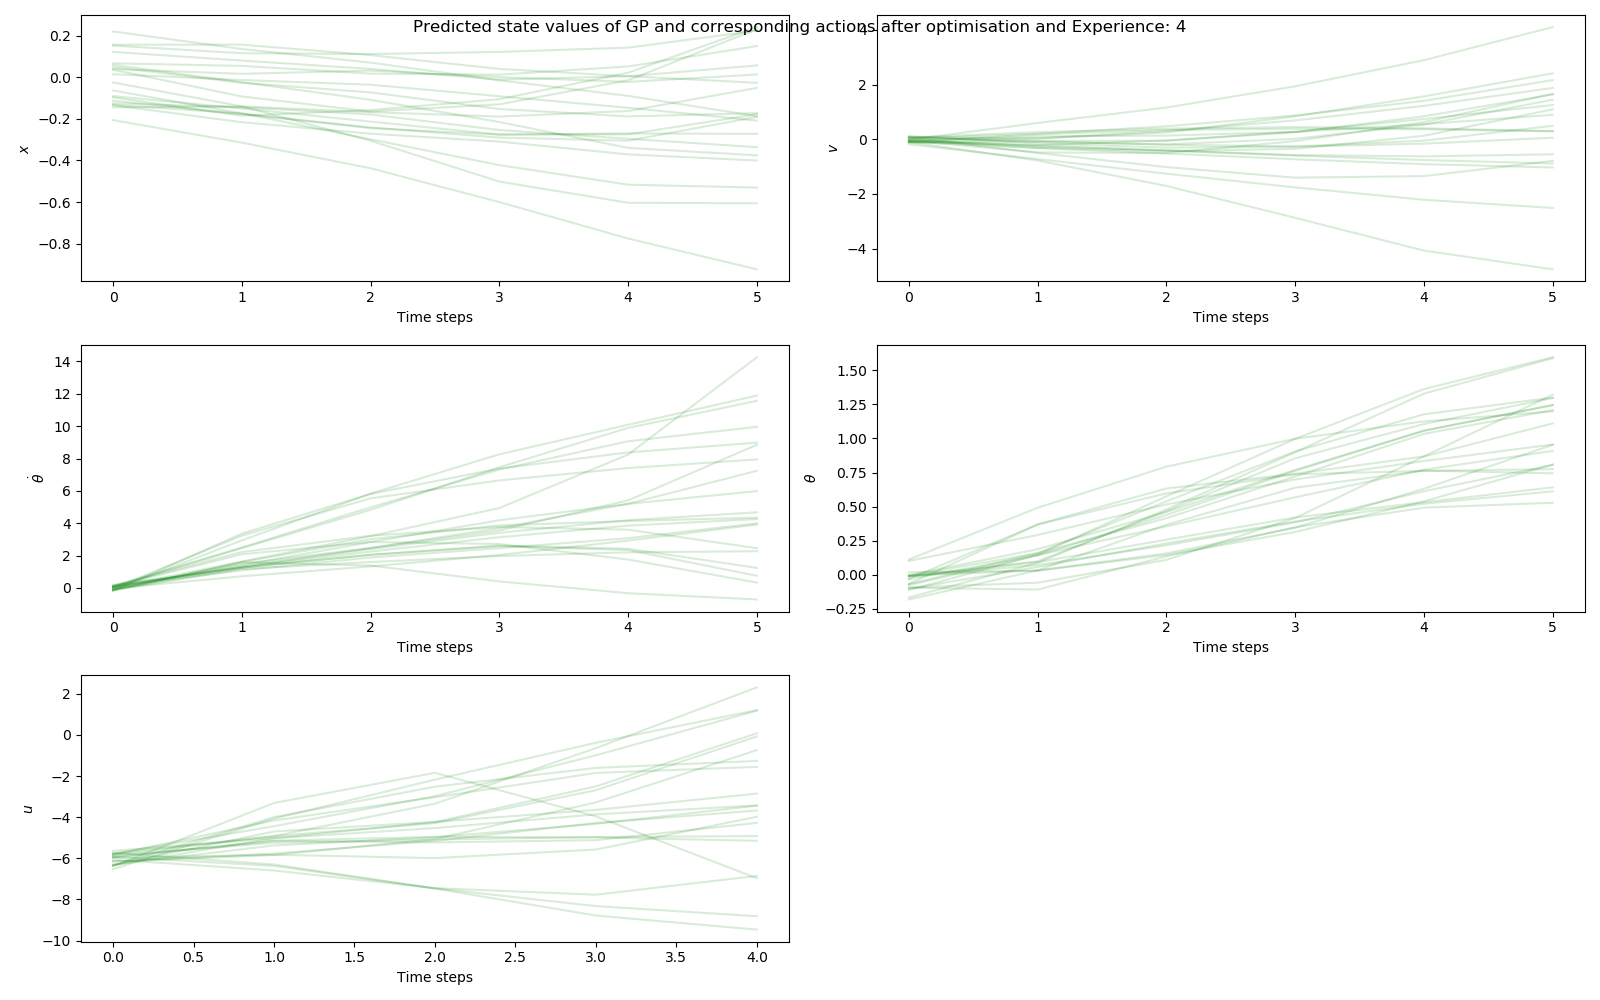 Predicted state values of GP and corresponding actions after optimisation and Experience: 4
0.2
0.0
−0.2
−0.4
−0.6
−0.8
x
0 1 2 3 4 5
Time steps
4
2
0
−2
−4
v
0 1 2 3 4 5
Time steps
14
12
10
8
6
4
2
0
θ̇
0 1 2 3 4 5
Time steps
1.50
1.25
1.00
0.75
0.50
0.25
0.00
−0.25
θ
0 1 2 3 4 5
Time steps
2
0
−2
−4
−6
−8
−10
u
0.0 0.5 1.0 1.5 2.0 2.5 3.0 3.5 4.0
Time steps